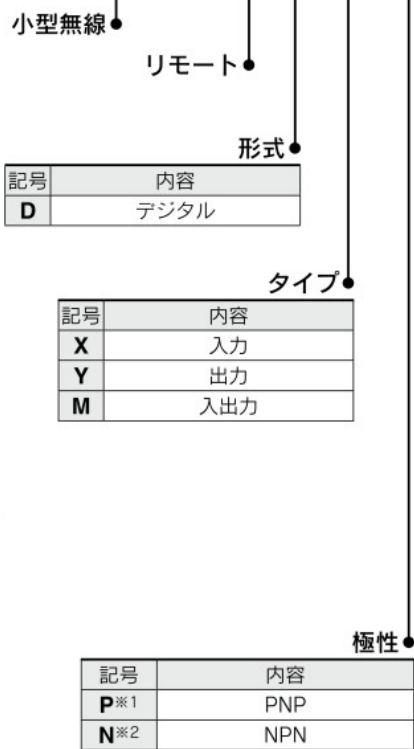 小型無線
リモート
形式
記号 内容
D デジタル
タイプ
記号 内容
X 入力
Y 出力
M 入出力
極性
記号 内容
P※1 PNP
N※2 NPN